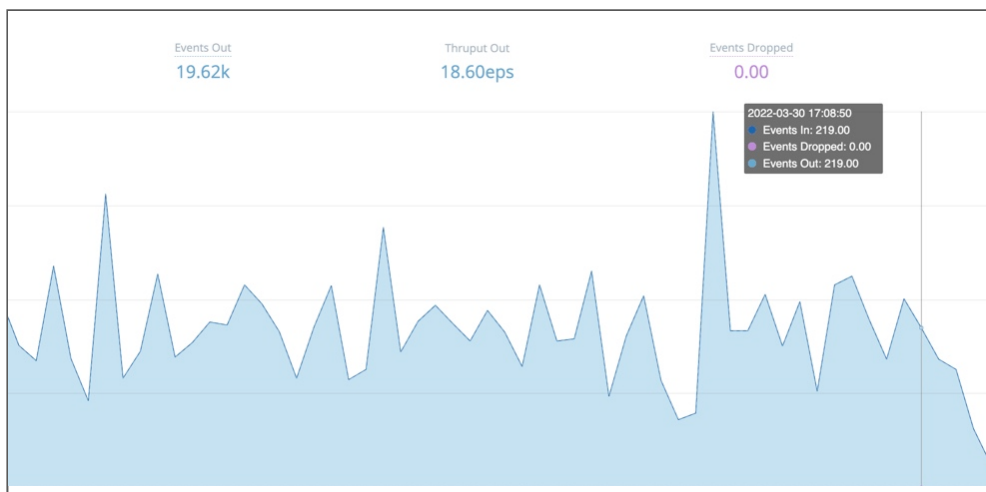 Events Out
Thruput Out
Events Dropped
19.62k
18.60eps
0.00
2022-03-30 17:08:50
Events In: 219.00
Events Dropped: 0.00
Events Out: 219.00